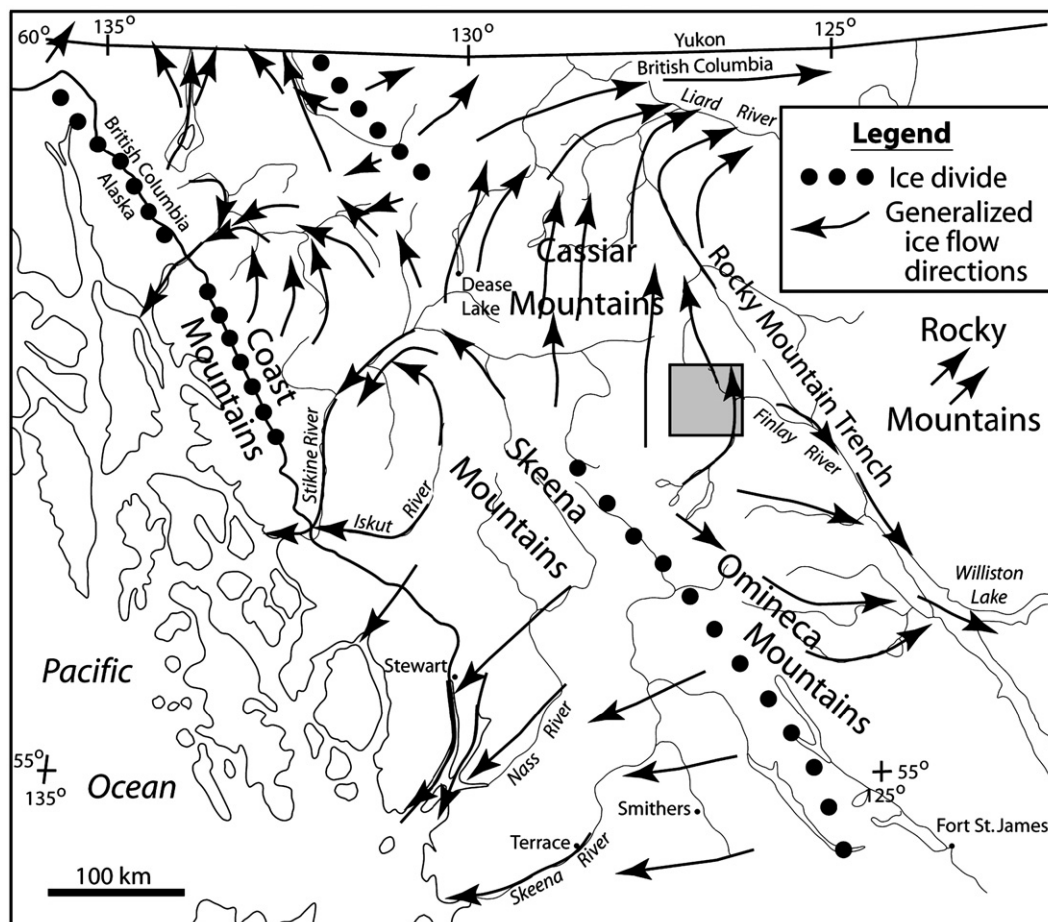 60°
135°
130°
125°
Yukon
British Columbia
Liard River
Legend
Ice divide
Generalized
ice flow
directions
British Columbia
Alaska
Cassiar
Mountains
Dease
Lake
Rocky Mountain Trench
Rocky
Mountains
Coast
Mountains
Stikine River
Iskut River
Skeena
Mountains
Finlay River
Omineca
Mountains
Williston
Lake
Pacific
Ocean
Stewart
Nass River
55°
135°
55°
125°
Smithers
Terrace
Skeena River
Fort St. James
100 km